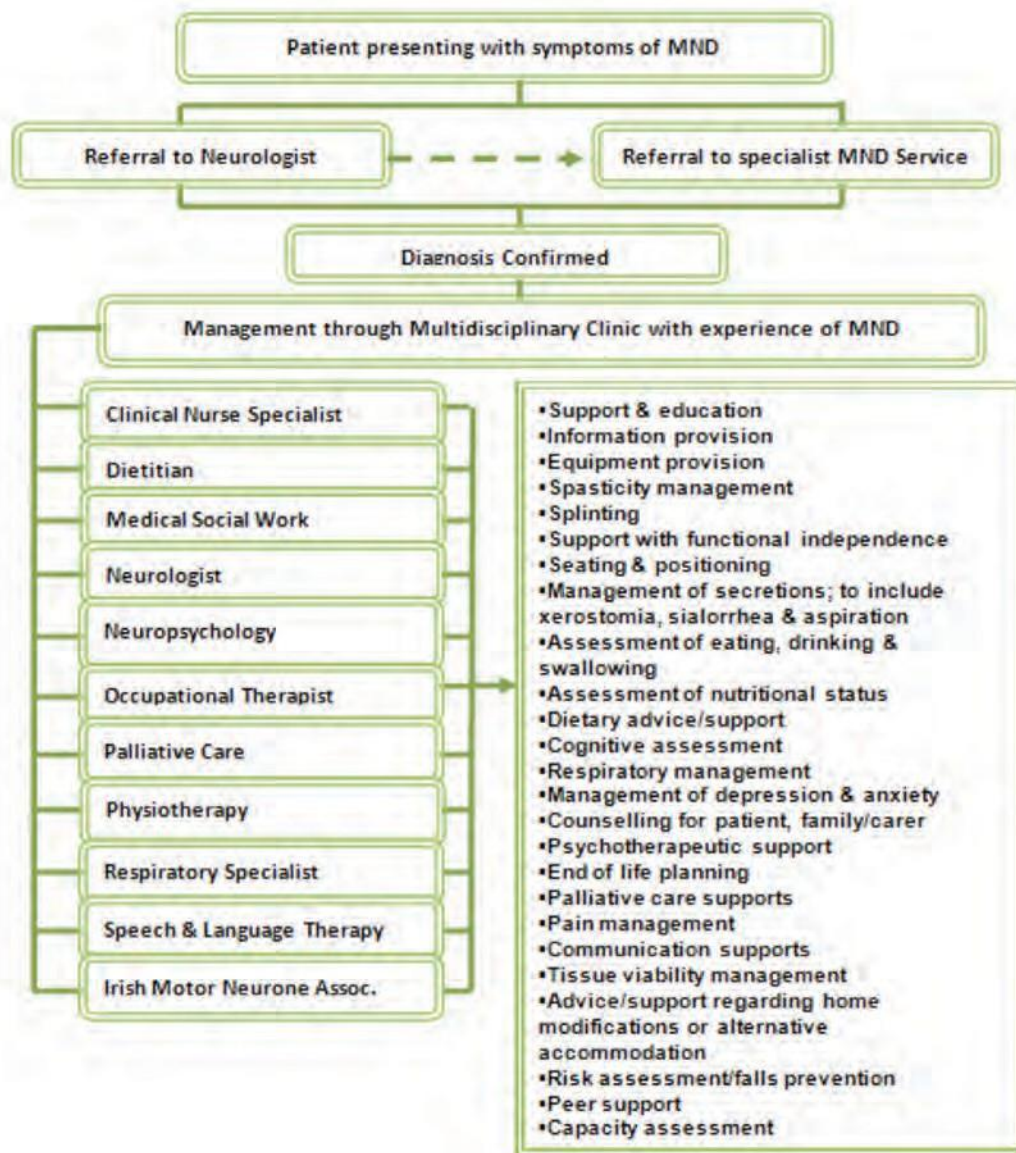 Patient presenting with symptoms of MND
Referral to Neurologist
Referral to specialist MND Service
Diagnosis Confirmed
Management through Multidisciplinary Clinic with experience of MND
Clinical Nurse Specialist
Dietitian
Medical Social Work
Neurologist
Neuropsychology
Occupational Therapist
Palliative Care
Physiotherapy
Respiratory Specialist
Speech & Language Therapy
Irish Motor Neurone Assoc.
•Support & education
•Information provision
•Equipment provision
•Spasticity management
•Splinting
•Support with functional independence
•Seating & positioning
•Management of secretions; to include
xerostomia, sialorrhea & aspiration
•Assessment of eating, drinking &
swallowing
•Assessment of nutritional status
•Dietary advice/support
•Cognitive assessment
•Respiratory management
•Management of depression & anxiety
•Counselling for patient, family/carer
•Psychotherapeutic support
•End of life planning
•Palliative care supports
•Pain management
•Communication supports
•Tissue viability management
•Advice/support regarding home
modifications or alternative
accommodation
•Risk assessment/falls prevention
•Peer support
•Capacity assessment